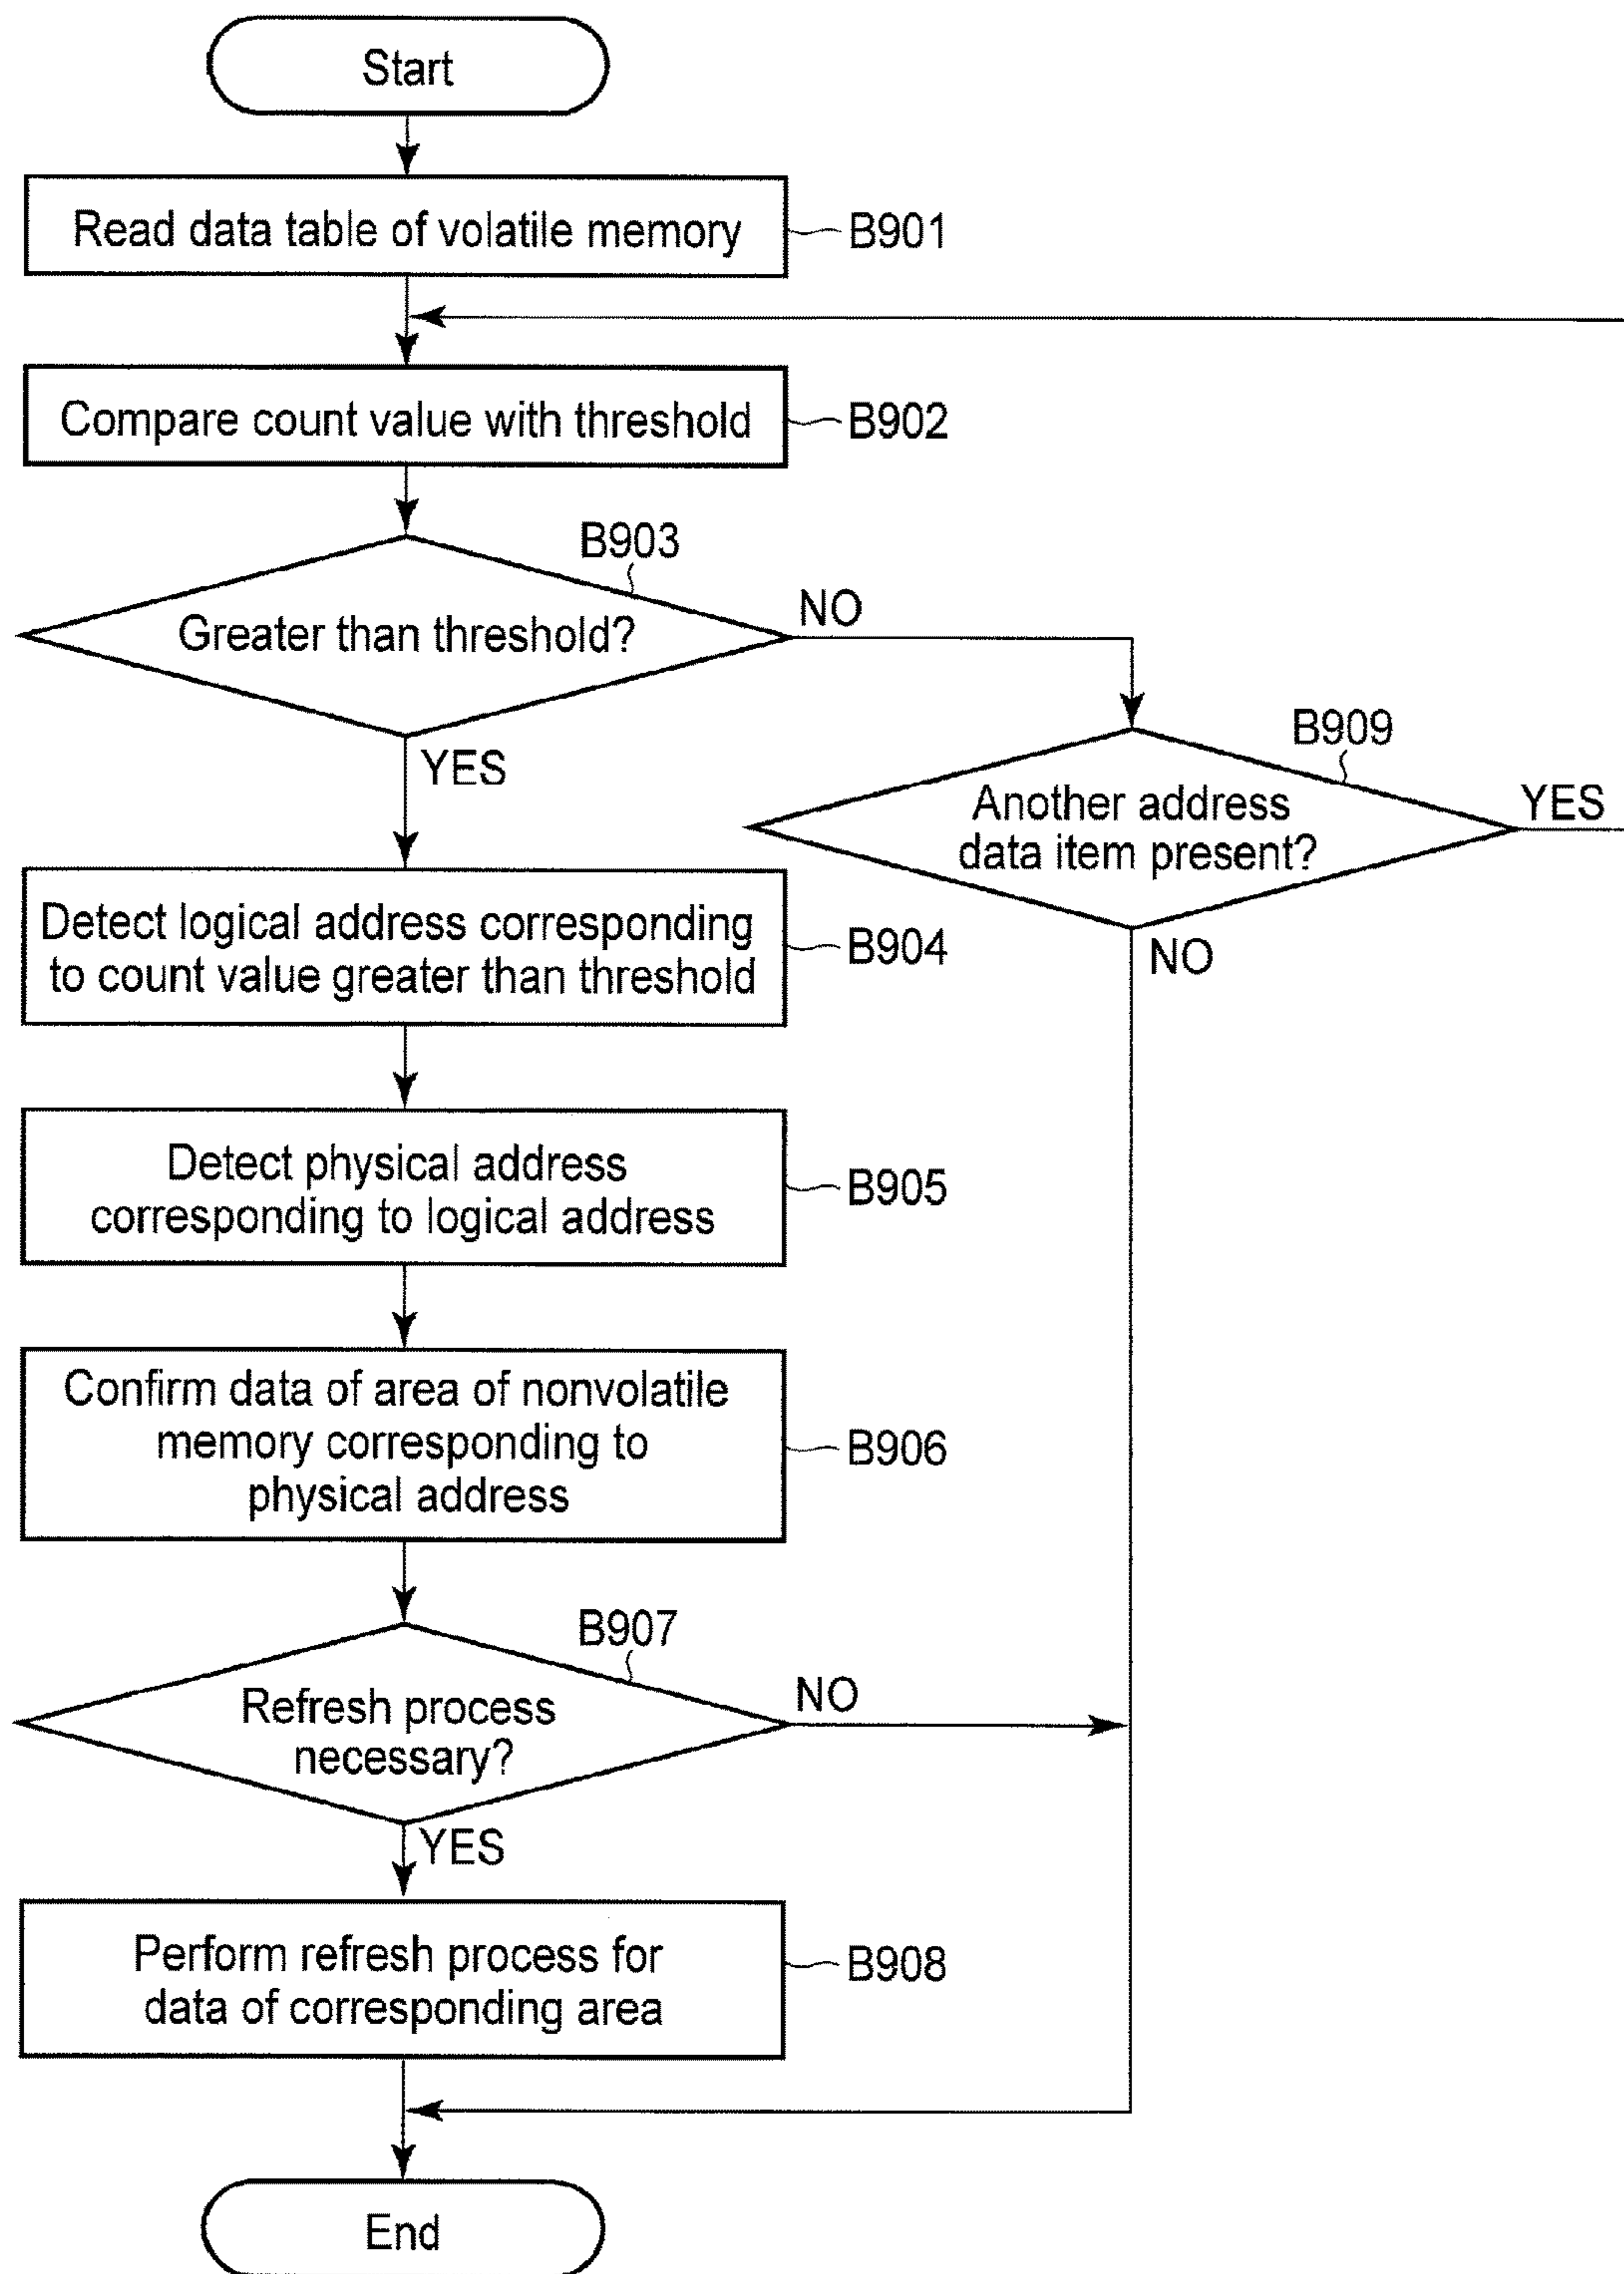 Start
Read data table of volatile memory
B901
Compare count value with threshold
B902
B903
Greater than threshold?
NO
YES
B909
Another address
data item present?
YES
NO
Detect logical address corresponding
to count value greater than threshold
B904
Detect physical address
corresponding to logical address
B905
Confirm data of area of nonvolatile
memory corresponding to
physical address
B906
B907
Refresh process
necessary?
NO
YES
Perform refresh process for
data of corresponding area
B908
End